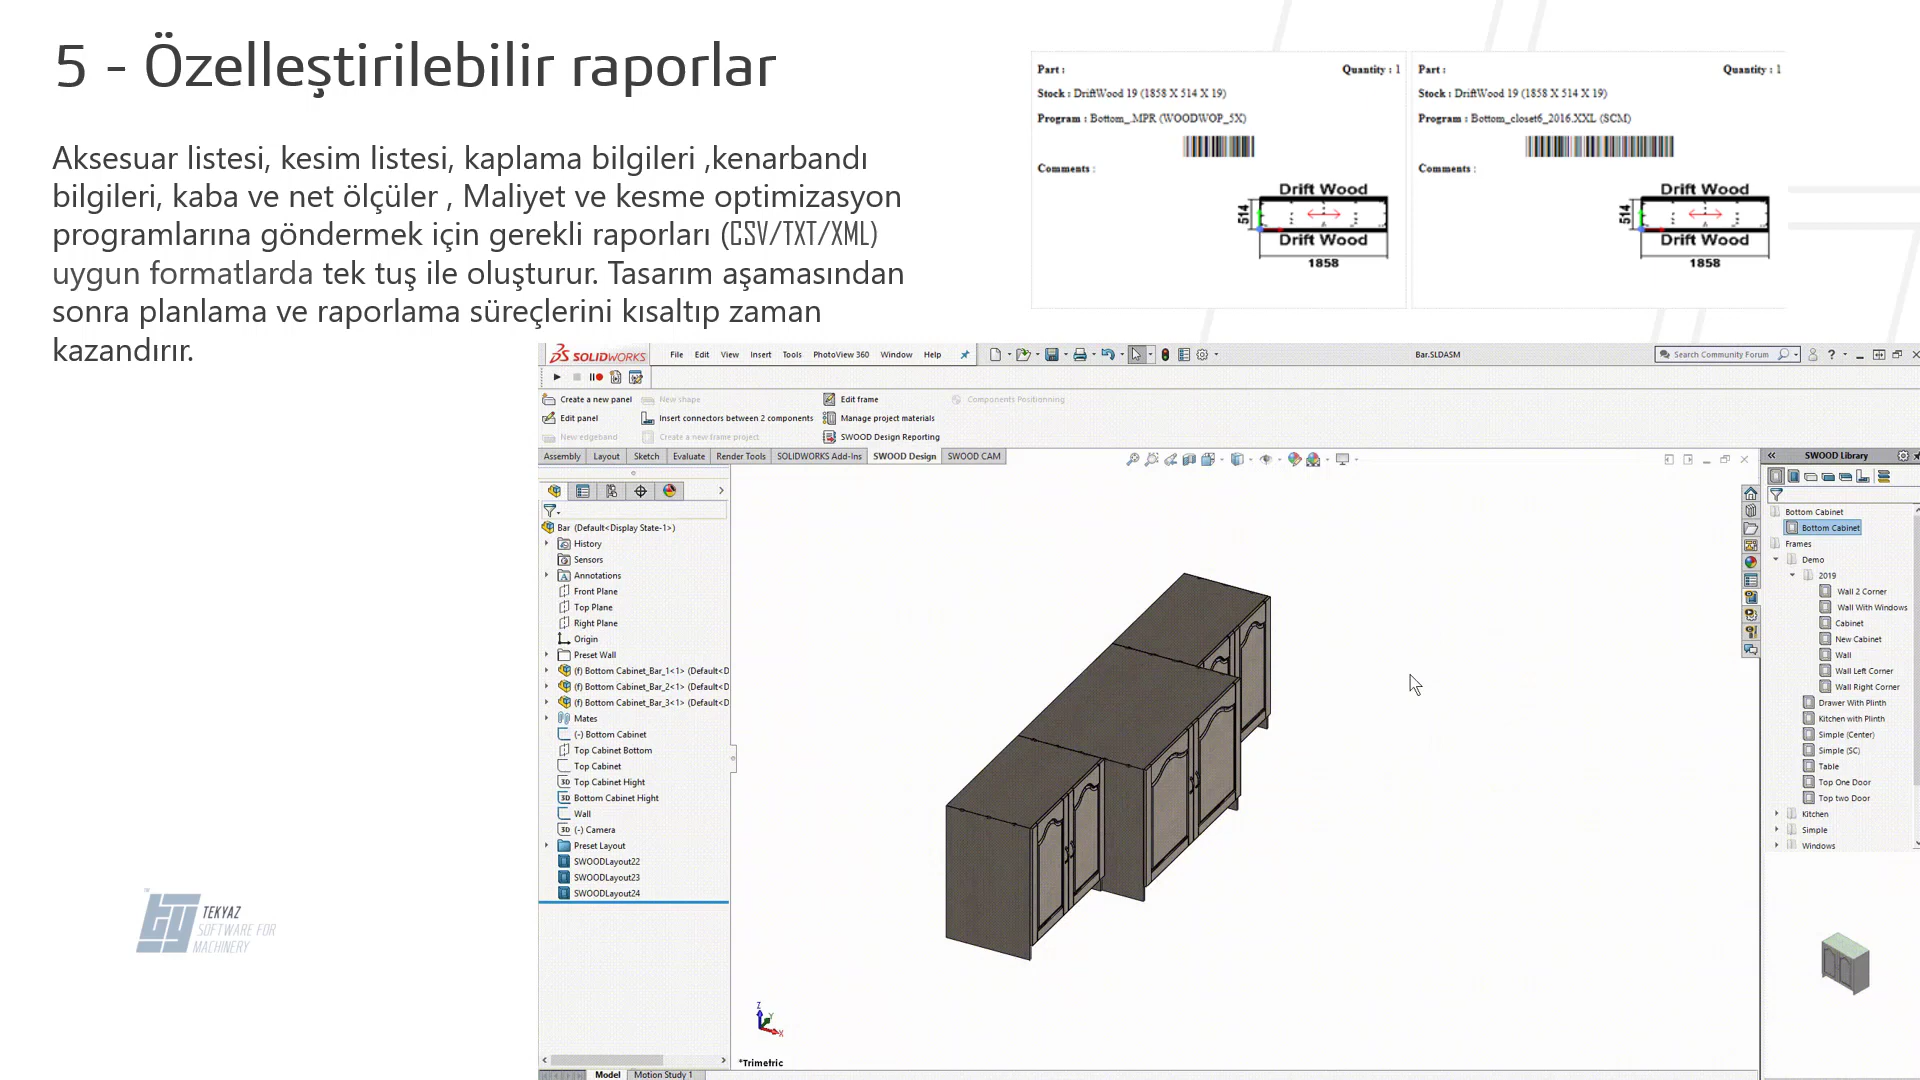 5 - Özelleştirilebilir raporlar
Aksesuar listesi, kesim listesi, kaplama bilgileri ,kenarbandı
bilgileri, kaba ve net ölçüler , Maliyet ve kesme optimizasyon
programlarına göndermek için gerekli raporları (CSV/TXT/XML)
uygun formatlarda tek tuş ile oluşturur. Tasarım aşamasından
sonra planlama ve raporlama süreçlerini kısaltıp zaman
kazandırır.
Part : Quantity : 1
Stock : DriftWood 19 (1858 X 514 X 19)
Program : Bottom_.MPR (WOODWOP_5X)
Comments :
Drift Wood
514
Drift Wood
1858
Part : Quantity : 1
Stock : DriftWood 19 (1858 X 514 X 19)
Program : Bottom_closet6_2016.XXL (SCM)
Comments :
Drift Wood
514
Drift Wood
1858
SOLIDWORKS File Edit View Insert Tools PhotoView 360 Window Help Bar.SLDASM Search Community Forum ?
Create a new panel New shape Edit frame Components Positionning
Edit panel Insert connectors between 2 components Manage project materials
New edgeband Create a new frame project SWOOD Design Reporting
Assembly Layout Sketch Evaluate Render Tools SOLIDWORKS Add-Ins SWOOD Design SWOOD CAM
Bar (Default<Display State-1>)
History
Sensors
Annotations
Front Plane
Top Plane
Right Plane
Origin
Preset Wall
(f) Bottom Cabinet_Bar_1<1> (Default<D
(f) Bottom Cabinet_Bar_2<1> (Default<D
(f) Bottom Cabinet_Bar_3<1> (Default<D
Mates
(-) Bottom Cabinet
Top Cabinet Bottom
Top Cabinet
3D Top Cabinet Hight
3D Bottom Cabinet Hight
Wall
3D (-) Camera
Preset Layout
SWOODLayout22
SWOODLayout23
SWOODLayout24
Z
Y
X
*Trimetric
Model Motion Study 1
SWOOD Library
Bottom Cabinet
Bottom Cabinet
Frames
Demo
2019
Wall 2 Corner
Wall With Windows
Cabinet
New Cabinet
Wall
Wall Left Corner
Wall Right Corner
Drawer With Plinth
Kitchen with Plinth
Simple (Center)
Simple (SC)
Table
Top One Door
Top two Door
Kitchen
Simple
Windows
TM
TEKYAZ
SOFTWARE FOR
MACHINERY